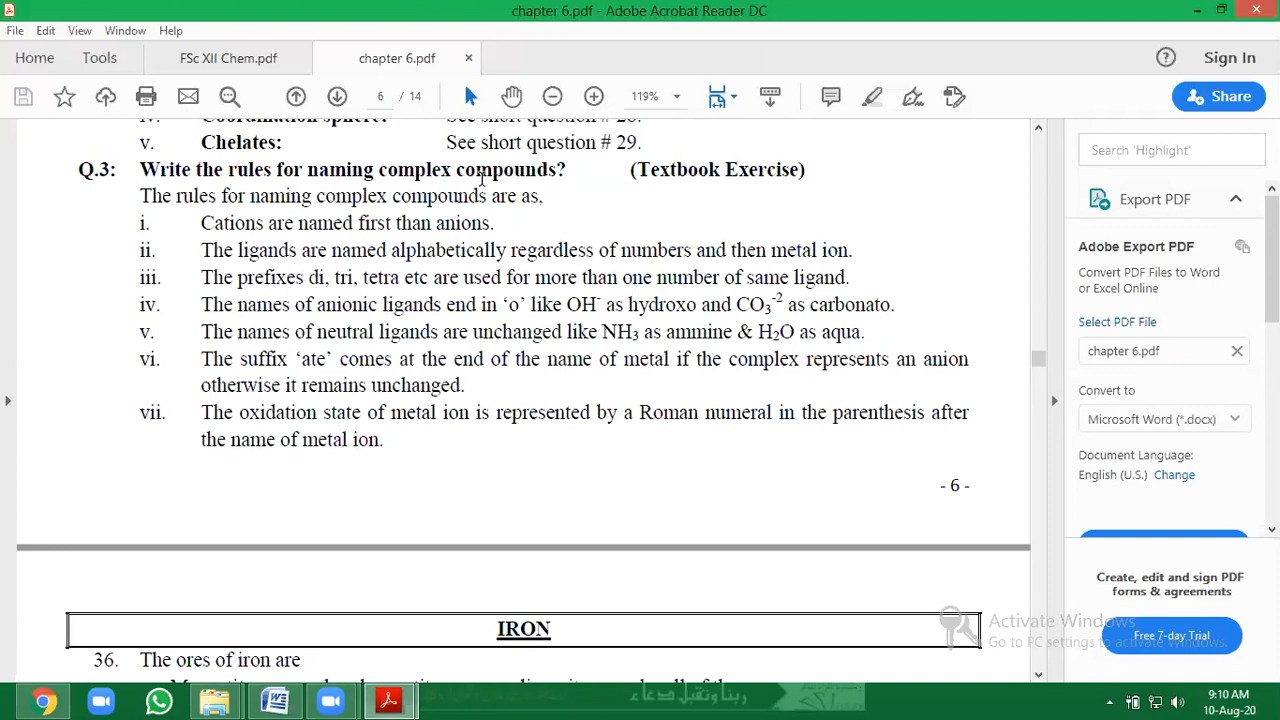 chapter 6.pdf - Adobe Acrobat Reader DC
File Edit View Window Help
Home Tools FSc XII Chem.pdf chapter 6.pdf × Sign In
6 / 14 119% Share
v. Chelates: See short question # 29.
Q.3: Write the rules for naming complex compounds? (Textbook Exercise)
The rules for naming complex compounds are as,
i. Cations are named first than anions.
ii. The ligands are named alphabetically regardless of numbers and then metal ion.
iii. The prefixes di, tri, tetra etc are used for more than one number of same ligand.
iv. The names of anionic ligands end in ‘o’ like OH⁻ as hydroxo and CO₃⁻² as carbonato.
v. The names of neutral ligands are unchanged like NH₃ as ammine & H₂O as aqua.
vi. The suffix ‘ate’ comes at the end of the name of metal if the complex represents an anion
otherwise it remains unchanged.
vii. The oxidation state of metal ion is represented by a Roman numeral in the parenthesis after
the name of metal ion.
- 6 -
IRON
36. The ores of iron are
Search 'Highlight'
Export PDF
Adobe Export PDF
Convert PDF Files to Word
or Excel Online
Select PDF File
chapter 6.pdf
Convert to
Microsoft Word (*.docx)
Document Language:
English (U.S.) Change
Create, edit and sign PDF
forms & agreements
Free 7-day Trial
Activate Windows
Go to PC settings to activate Windows.
9:10 AM
10-Aug-20